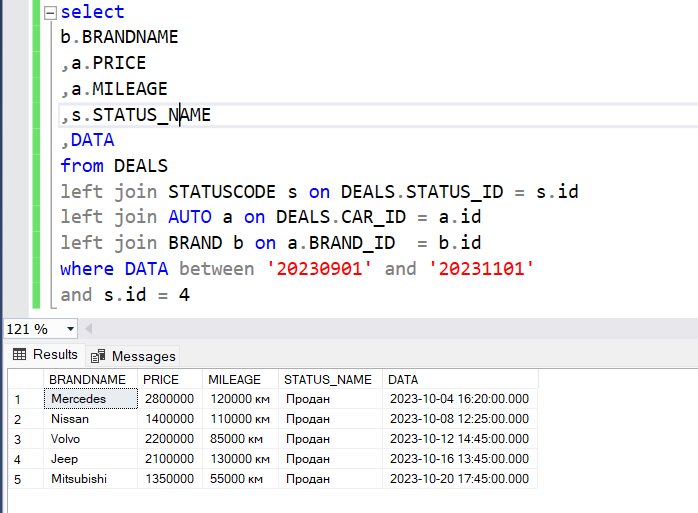 select
b.BRANDNAME
,a.PRICE
,a.MILEAGE
,s.STATUS_NAME
,DATA
from DEALS
left join STATUSCODE s on DEALS.STATUS_ID = s.id
left join AUTO a on DEALS.CAR_ID = a.id
left join BRAND b on a.BRAND_ID  = b.id
where DATA between '20230901' and '20231101'
and s.id = 4
121 %
Results Messages
BRANDNAME PRICE MILEAGE STATUS_NAME DATA
1 Mercedes 2800000 120000 км Продан 2023-10-04 16:20:00.000
2 Nissan 1400000 110000 км Продан 2023-10-08 12:25:00.000
3 Volvo 2200000 85000 км Продан 2023-10-12 14:45:00.000
4 Jeep 2100000 130000 км Продан 2023-10-16 13:45:00.000
5 Mitsubishi 1350000 55000 км Продан 2023-10-20 17:45:00.000